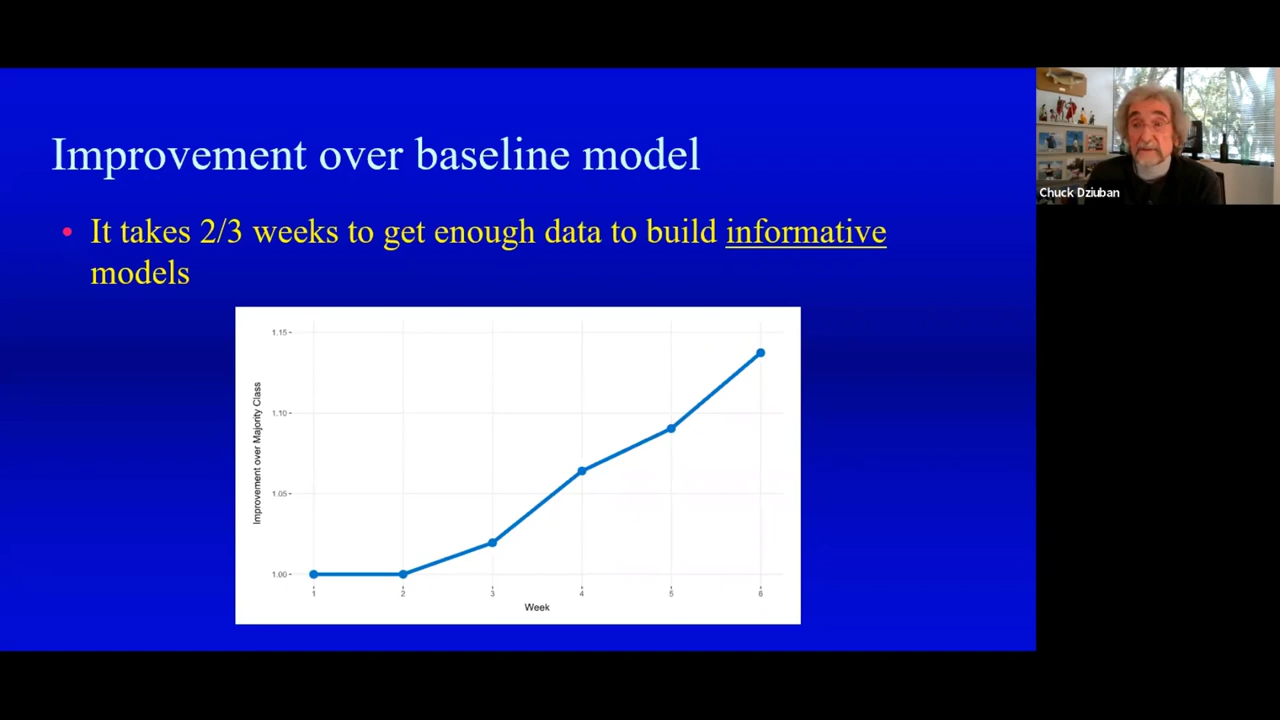 Improvement over baseline model
• It takes 2/3 weeks to get enough data to build informative
models
Improvement over Majority Class
1.15
1.10
1.05
1.00
1 2 3 4 5 6
Week
Chuck Dziuban